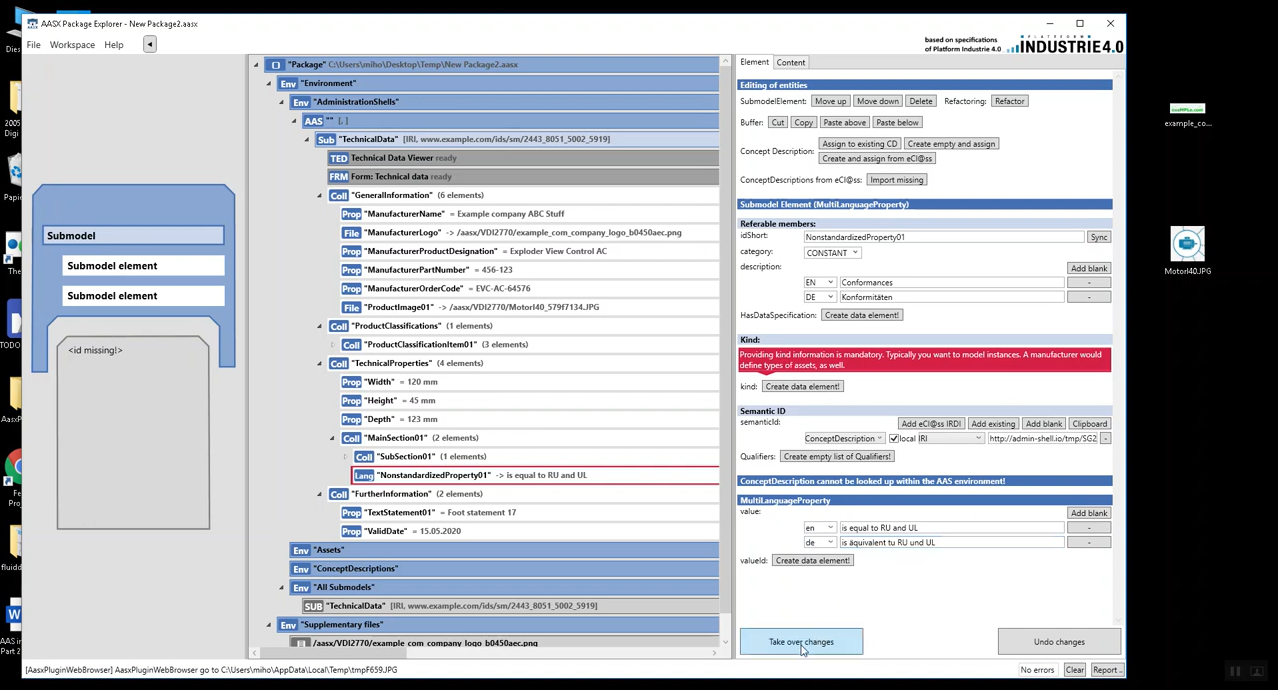 AASX Package Explorer - New Package2.aasx
File Workspace Help
based on specifications
of Platform Industrie 4.0
PLATTFORM
INDUSTRIE4.0
Submodel
Submodel element
Submodel element
<id missing!>
"Package" C:\Users\miho\Desktop\Temp\New Package2.aasx
Env "Environment"
Env "AdministrationShells"
AAS "" [, ]
Sub "TechnicalData" [IRI, www.example.com/ids/sm/2443_8051_5002_5919]
TED Technical Data Viewer ready
FRM Form: Technical data ready
Coll "GeneralInformation" (6 elements)
Prop "ManufacturerName" = Example company ABC Stuff
File "ManufacturerLogo" -> /aasx/VDI2770/example_com_company_logo_b0450aec.png
Prop "ManufacturerProductDesignation" = Exploder View Control AC
Prop "ManufacturerPartNumber" = 456-123
Prop "ManufacturerOrderCode" = EVC-AC-64576
File "ProductImage01" -> /aasx/VDI2770/MotorI40_579f7134.JPG
Coll "ProductClassifications" (1 elements)
Coll "ProductClassificationItem01" (3 elements)
Coll "TechnicalProperties" (4 elements)
Prop "Width" = 120 mm
Prop "Height" = 45 mm
Prop "Depth" = 123 mm
Coll "MainSection01" (2 elements)
Coll "SubSection01" (1 elements)
Lang "NonstandardizedProperty01" -> is equal to RU and UL
Coll "FurtherInformation" (2 elements)
Prop "TextStatement01" = Foot statement 17
Prop "ValidDate" = 15.05.2020
Env "Assets"
Env "ConceptDescriptions"
Env "All Submodels"
SUB "TechnicalData" [IRI, www.example.com/ids/sm/2443_8051_5002_5919]
Env "Supplementary files"
/aasx/VDI2770/example_com_company_logo_b0450aec.png
Element Content
Editing of entities
SubmodelElement: Move up Move down Delete Refactoring: Refactor
Buffer: Cut Copy Paste above Paste below
Concept Description: Assign to existing CD Create empty and assign
Create and assign from eCl@ss
ConceptDescriptions from eCl@ss: Import missing
Submodel Element (MultiLanguageProperty)
Referable members:
idShort: NonstandardizedProperty01 Sync
category: CONSTANT
description: Add blank
EN Conformances -
DE Konformitäten -
HasDataSpecification: Create data element!
Kind:
Providing kind information is mandatory. Typically you want to model instances. A manufacturer would
define types of assets, as well.
kind: Create data element!
Semantic ID
semanticId: Add eCl@ss IRDI Add existing Add blank Clipboard
ConceptDescription local IRI http://admin-shell.io/tmp/SG2 -
Qualifiers: Create empty list of Qualifiers!
ConceptDescription cannot be looked up within the AAS environment!
MultiLanguageProperty
value: Add blank
en is equal to RU and UL -
de is äquivalent tu RU und UL -
valueId: Create data element!
Take over changes Undo changes
[AasxPluginWebBrowser] AasxPluginWebBrowser go to C:\Users\miho\AppData\Local\Temp\tmpF659.JPG
No errors Clear Report..
example_co...
MotorI40.JPG
Dies
2005
Digi
Papie
The
TODO
Fe
Proj
fluidd
AAS in
Part 2